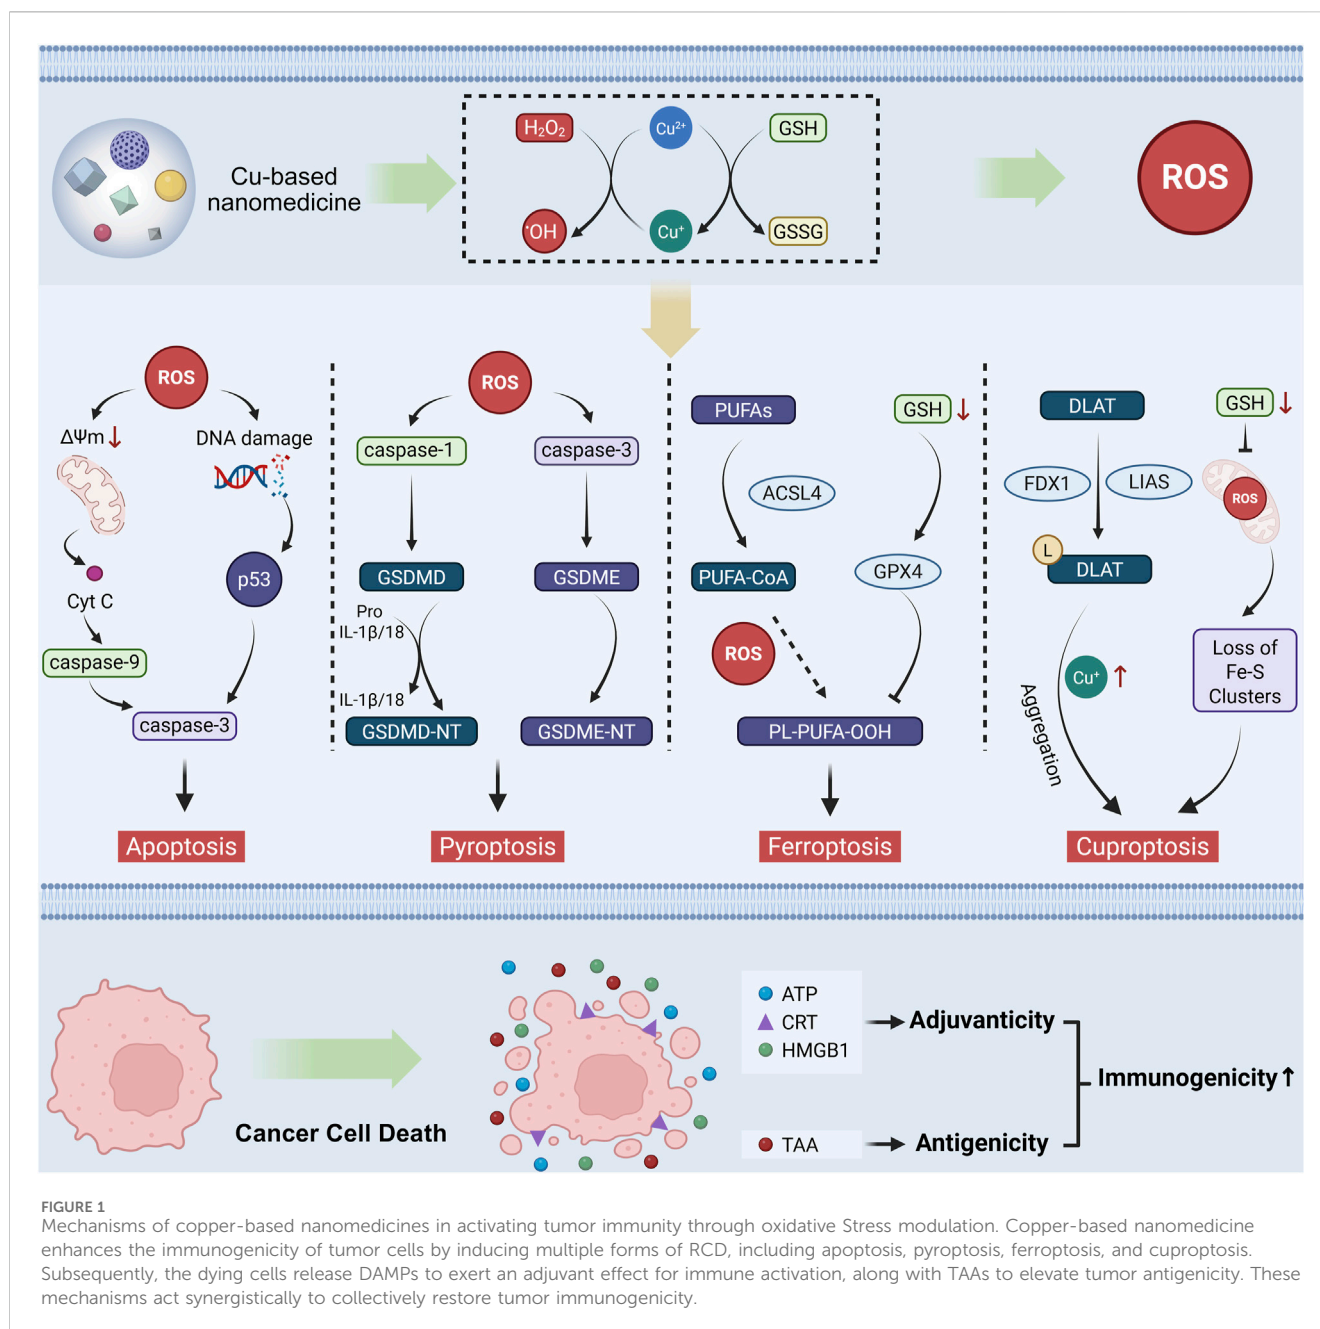 Cu-based
nanomedicine
H₂O₂
Cu²⁺
GSH
•OH
Cu⁺
GSSG
ROS
ROS
ΔΨm ↓
DNA damage
Cyt C
p53
caspase-9
caspase-3
Apoptosis
ROS
caspase-1
caspase-3
GSDMD
GSDME
Pro
IL-1β/18
IL-1β/18
GSDMD-NT
GSDME-NT
Pyroptosis
PUFAs
GSH ↓
ACSL4
PUFA-CoA
GPX4
ROS
PL-PUFA-OOH
Ferroptosis
DLAT
GSH ↓
FDX1
LIAS
ROS
L
DLAT
Loss of
Fe-S
Clusters
Cu⁺ ↑
Aggregation
Cuproptosis
Cancer Cell Death
ATP
CRT
HMGB1
Adjuvanticity
Immunogenicity ↑
TAA
Antigenicity
FIGURE 1
Mechanisms of copper-based nanomedicines in activating tumor immunity through oxidative Stress modulation. Copper-based nanomedicine
enhances the immunogenicity of tumor cells by inducing multiple forms of RCD, including apoptosis, pyroptosis, ferroptosis, and cuproptosis.
Subsequently, the dying cells release DAMPs to exert an adjuvant effect for immune activation, along with TAAs to elevate tumor antigenicity. These
mechanisms act synergistically to collectively restore tumor immunogenicity.